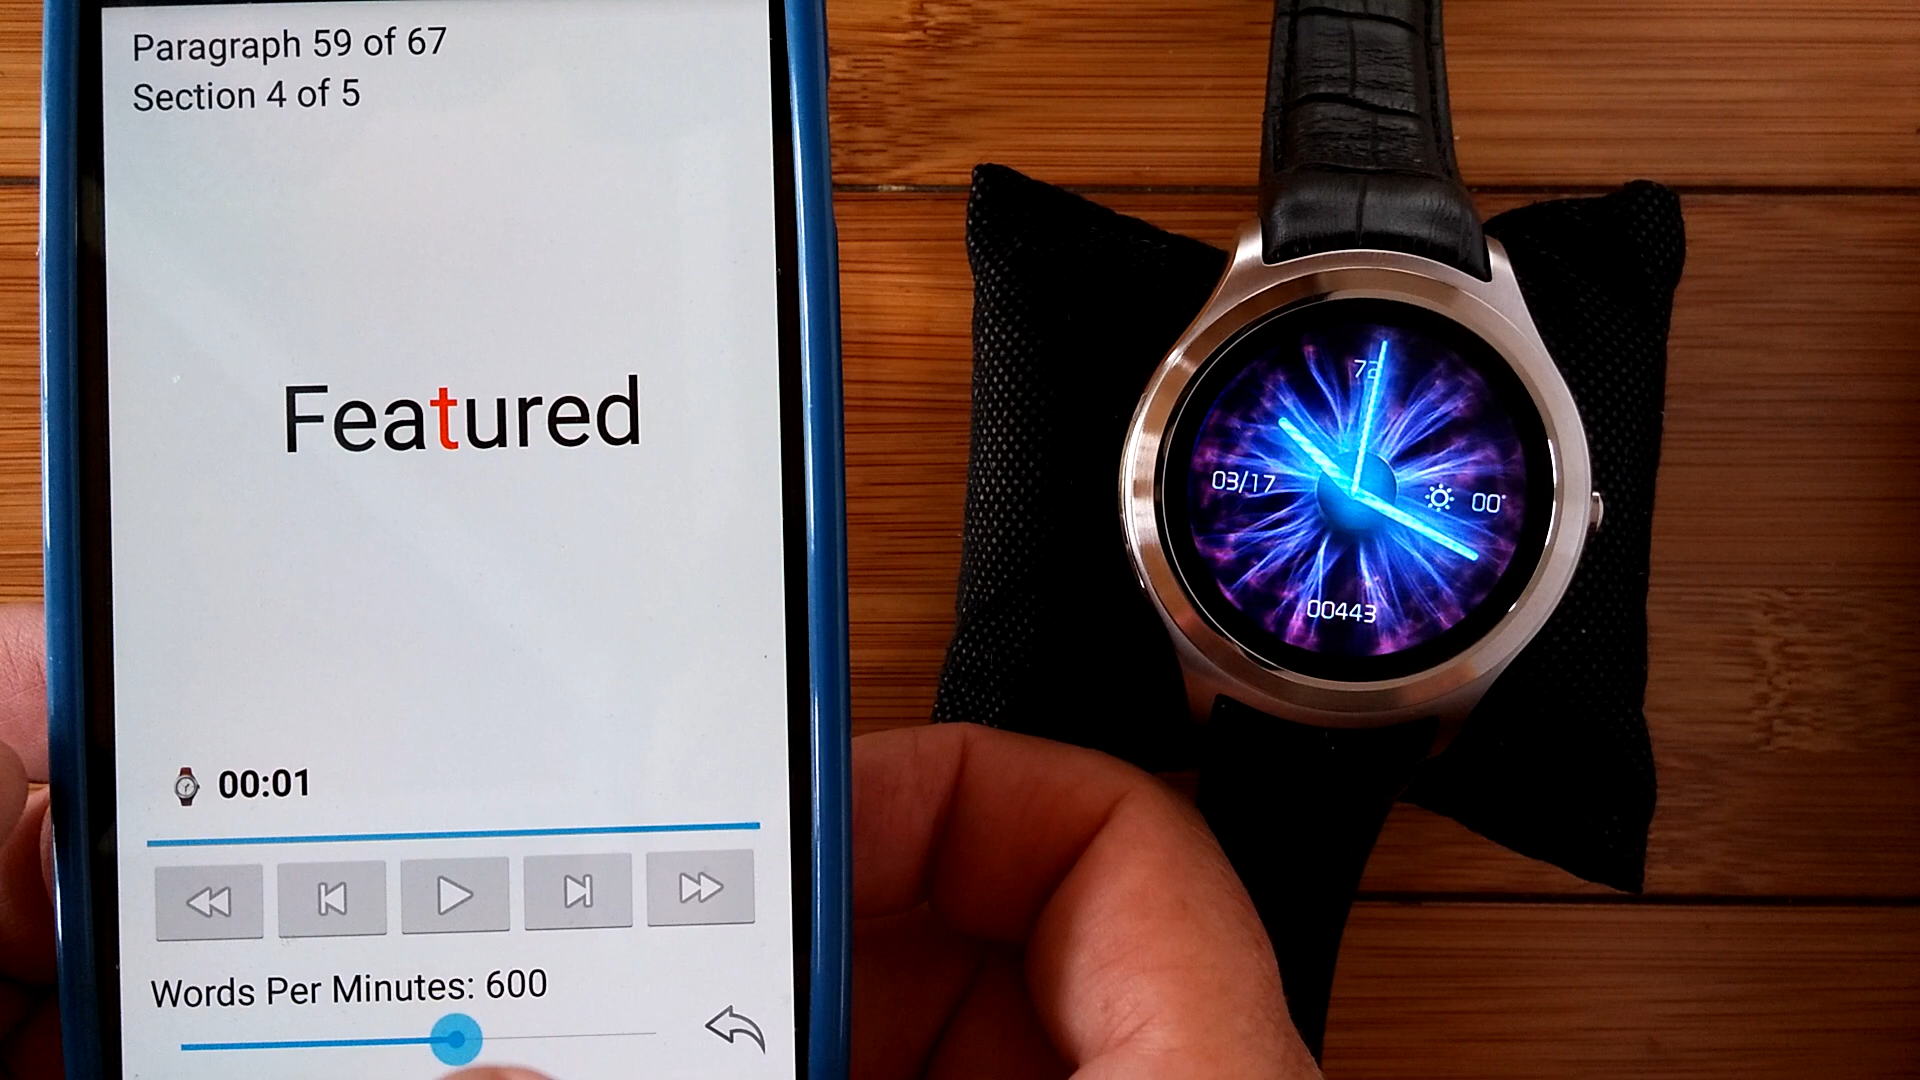 Paragraph 59 of 67
Section 4 of 5
Featured
00:01
Words Per Minutes: 600
72
03/17
00°
00443